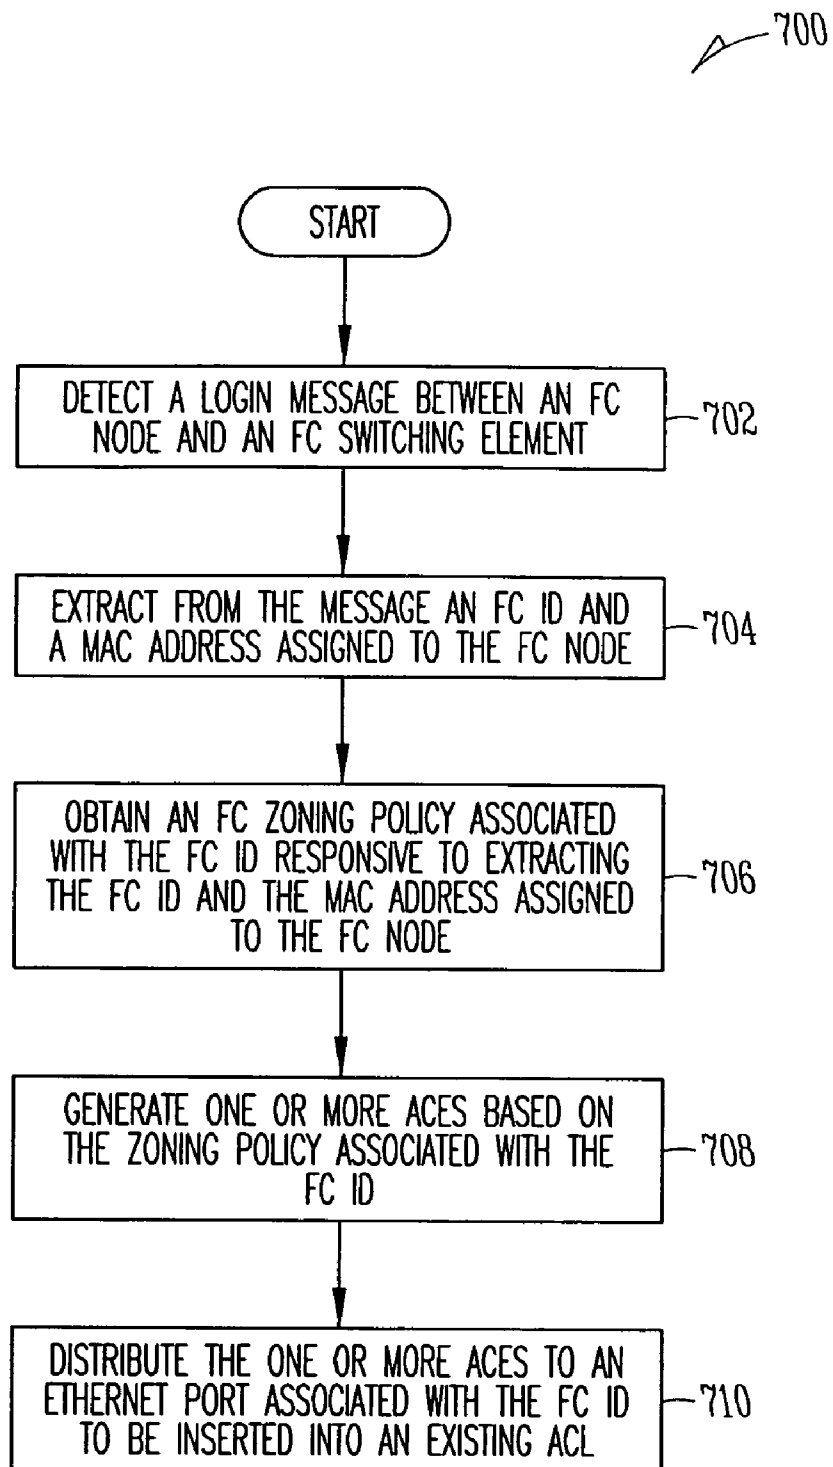 700
START
DETECT A LOGIN MESSAGE BETWEEN AN FC
NODE AND AN FC SWITCHING ELEMENT
702
EXTRACT FROM THE MESSAGE AN FC ID AND
A MAC ADDRESS ASSIGNED TO THE FC NODE
704
OBTAIN AN FC ZONING POLICY ASSOCIATED
WITH THE FC ID RESPONSIVE TO EXTRACTING
THE FC ID AND THE MAC ADDRESS ASSIGNED
TO THE FC NODE
706
GENERATE ONE OR MORE ACES BASED ON
THE ZONING POLICY ASSOCIATED WITH THE
FC ID
708
DISTRIBUTE THE ONE OR MORE ACES TO AN
ETHERNET PORT ASSOCIATED WITH THE FC ID
TO BE INSERTED INTO AN EXISTING ACL
710